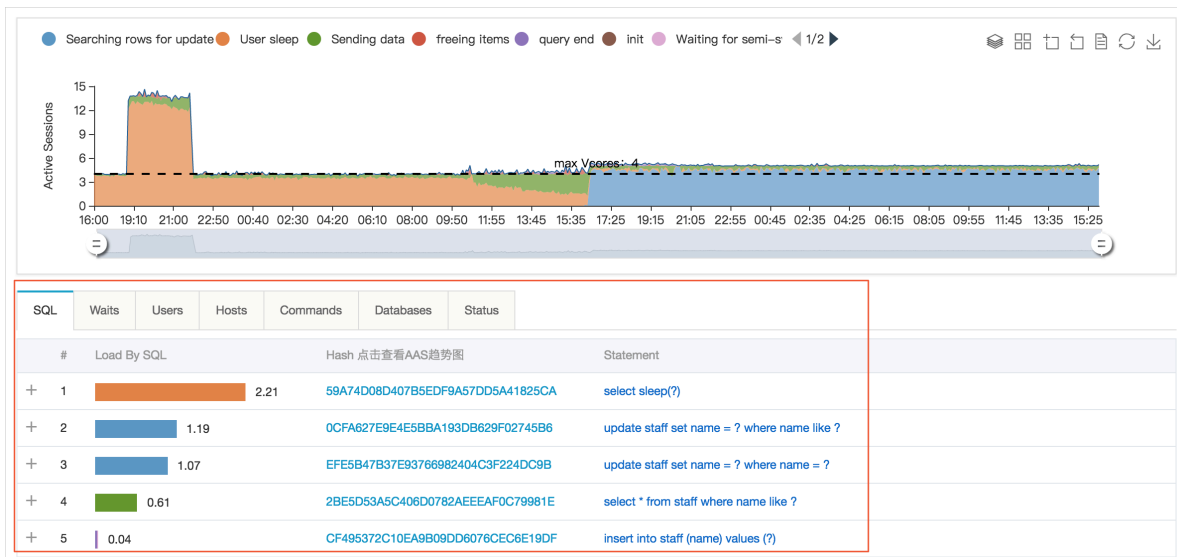 Searching rows for update User sleep Sending data freeing items query end init Waiting for semi-s 1/2
15
12
9
6
3
0
Active Sessions
max Vcores: 4
16:00 19:10 21:00 22:50 00:40 02:30 04:20 06:10 08:00 09:50 11:55 13:45 15:35 17:25 19:15 21:05 22:55 00:45 02:35 04:25 06:15 08:05 09:55 11:45 13:35 15:25
SQL Waits Users Hosts Commands Databases Status
# Load By SQL Hash 点击查看AAS趋势图 Statement
+ 1 2.21 59A74D08D407B5EDF9A57DD5A41825CA select sleep(?)
+ 2 1.19 0CFA627E9E4E5BBA193DB629F02745B6 update staff set name = ? where name like ?
+ 3 1.07 EFE5B47B37E93766982404C3F224DC9B update staff set name = ? where name = ?
+ 4 0.61 2BE5D53A5C406D0782AEEEAF0C79981E select * from staff where name like ?
+ 5 0.04 CF495372C10EA9B09DD6076CEC6E19DF insert into staff (name) values (?)